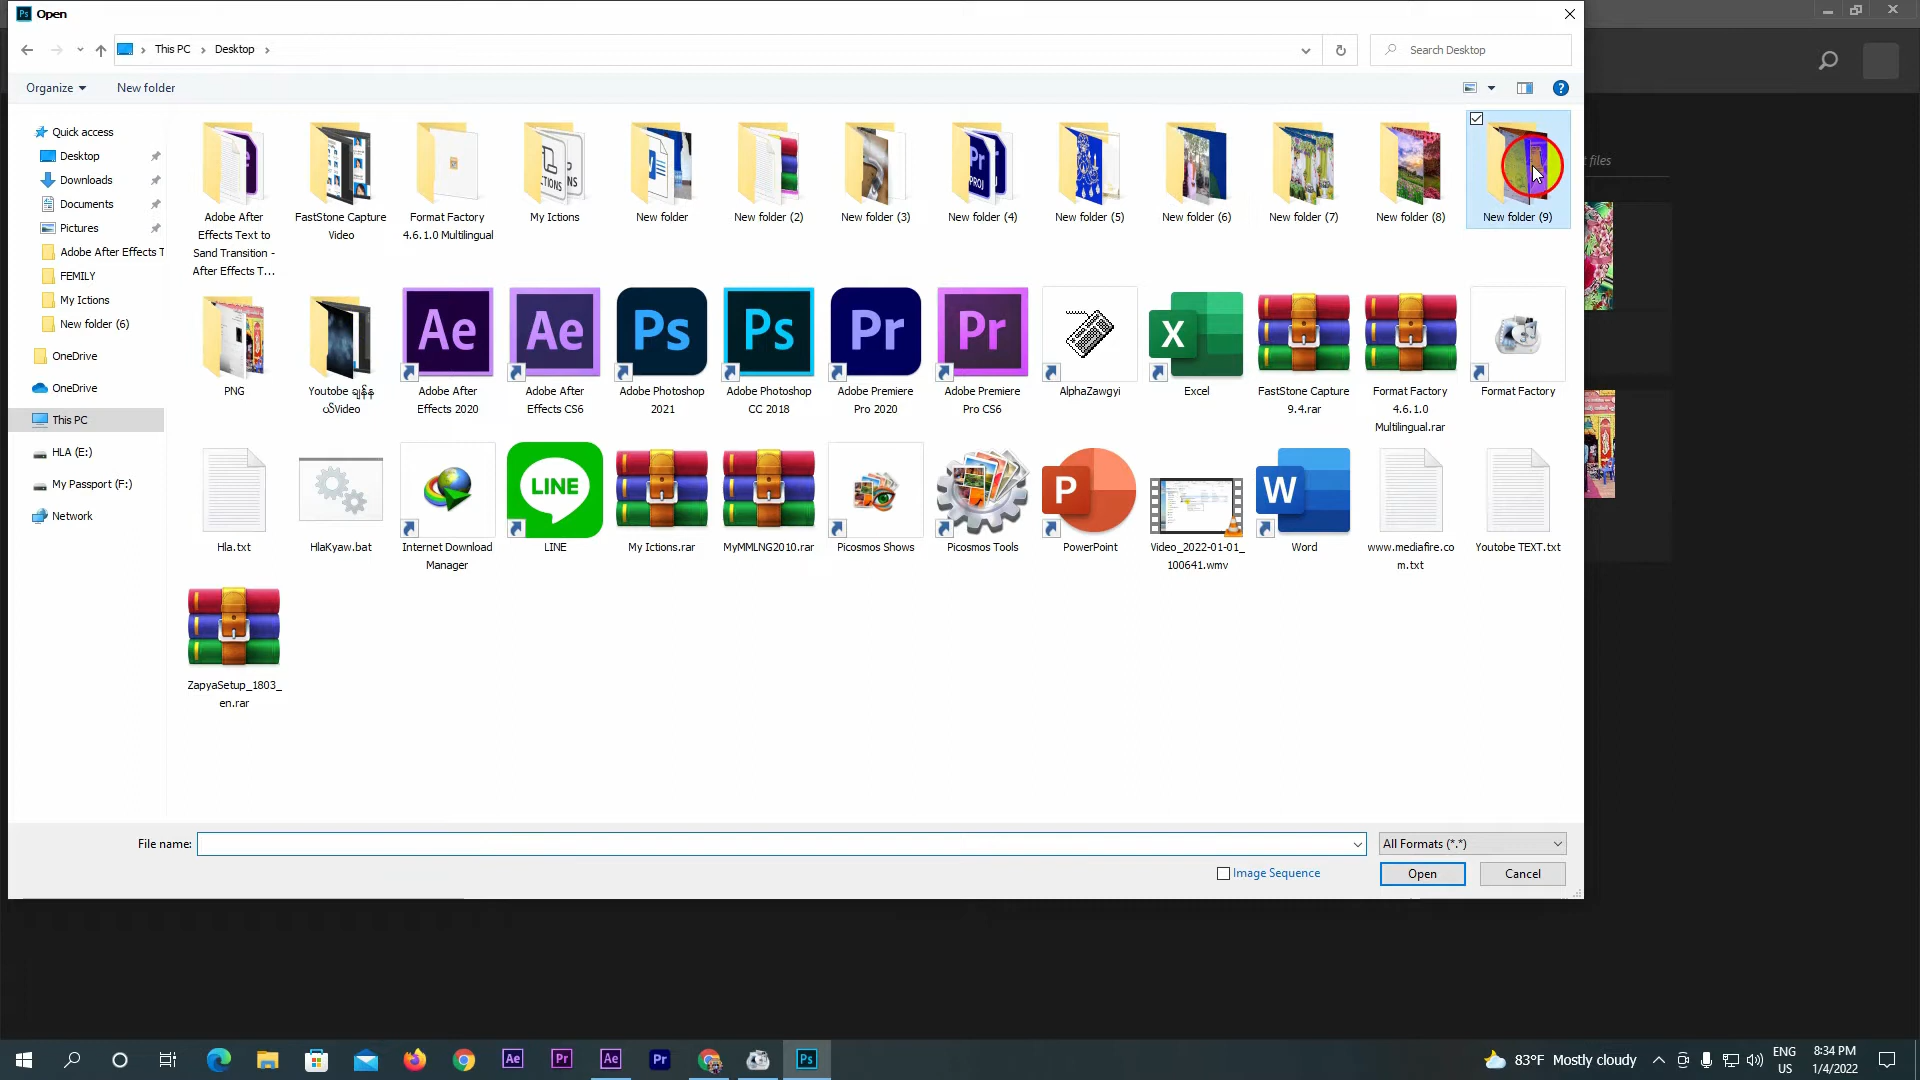 Ps Open
This PC Desktop
Search Desktop
Organize New folder
Quick access
Desktop
Downloads
Documents
Pictures
Adobe After Effects T
FEMILY
My Ictions
New folder (6)
OneDrive
OneDrive
This PC
HLA (E:)
My Passport (F:)
Network
Adobe After
Effects Text to
Sand Transition -
After Effects T...
FastStone Capture
Video
Format Factory
4.6.1.0 Multilingual
My Ictions
New folder
New folder (2)
New folder (3)
New folder (4)
New folder (5)
New folder (6)
New folder (7)
New folder (8)
New folder (9)
t files
PNG
Adobe After
Effects 2020
Adobe After
Effects CS6
Adobe Photoshop
2021
Adobe Photoshop
CC 2018
Adobe Premiere
Pro 2020
Adobe Premiere
Pro CS6
AlphaZawgyi
Excel
FastStone Capture
9.4.rar
Format Factory
4.6.1.0
Multilingual.rar
Format Factory
Hla.txt
HlaKyaw.bat
Internet Download
Manager
LINE
LINE
My Ictions.rar
MyMMLNG2010.rar
Picosmos Shows
Picosmos Tools
PowerPoint
Video_2022-01-01_
100641.wmv
Word
www.mediafire.co
m.txt
Youtube TEXT.txt
ZapyaSetup_1803_
en.rar
File name:
All Formats (*.*)
Image Sequence
Open
Cancel
83°F Mostly cloudy
ENG
US
8:34 PM
1/4/2022